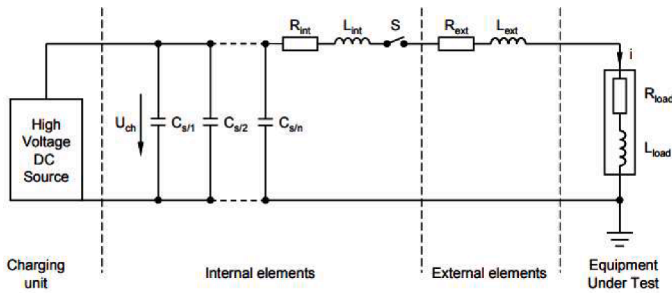 R_int L_int S R_ext L_ext
i
High
Voltage
DC
Source
U_ch C_s/1 C_s/2 C_s/n
R_load
L_load
Charging
unit
Internal elements
External elements
Equipment
Under Test